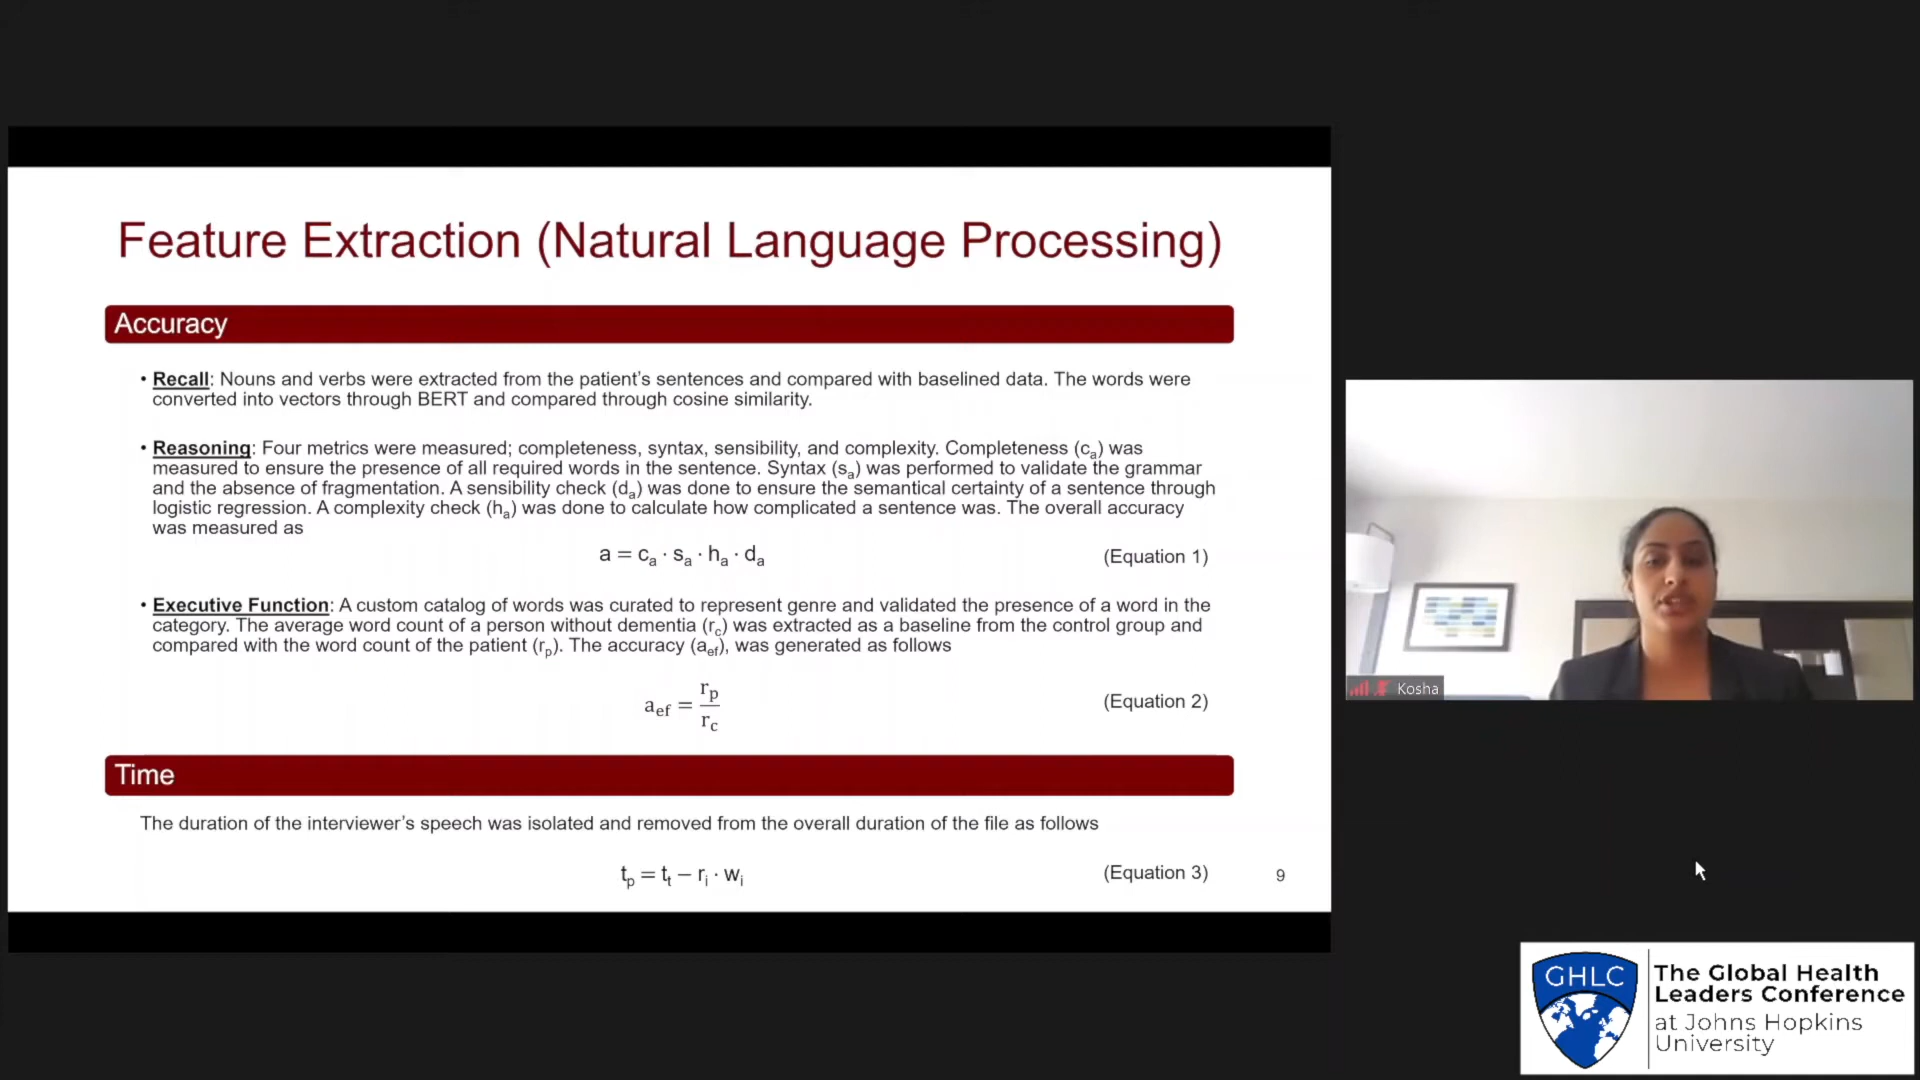 Feature Extraction (Natural Language Processing)
Accuracy
• Recall: Nouns and verbs were extracted from the patient's sentences and compared with baselined data. The words were
converted into vectors through BERT and compared through cosine similarity.
• Reasoning: Four metrics were measured; completeness, syntax, sensibility, and complexity. Completeness (cₐ) was
measured to ensure the presence of all required words in the sentence. Syntax (sₐ) was performed to validate the grammar
and the absence of fragmentation. A sensibility check (dₐ) was done to ensure the semantical certainty of a sentence through
logistic regression. A complexity check (hₐ) was done to calculate how complicated a sentence was. The overall accuracy
was measured as
a = cₐ · sₐ · hₐ · dₐ (Equation 1)
• Executive Function: A custom catalog of words was curated to represent genre and validated the presence of a word in the
category. The average word count of a person without dementia (r_c) was extracted as a baseline from the control group and
compared with the word count of the patient (r_p). The accuracy (a_ef), was generated as follows
a_ef = r_p / r_c (Equation 2)
Time
The duration of the interviewer's speech was isolated and removed from the overall duration of the file as follows
t_p = t_t − r_i · w_i (Equation 3)
9
Kosha
GHLC
The Global Health
Leaders Conference
at Johns Hopkins
University